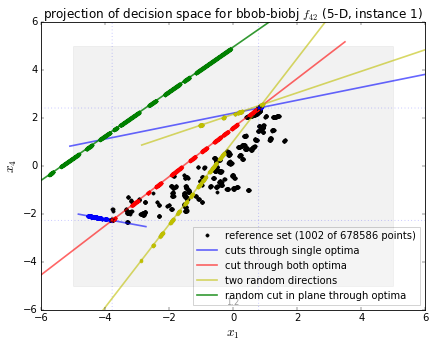 projection of decision space for bbob-biobj f₄₂ (5-D, instance 1)
6
4
2
0
−2
−4
−6
x₄
reference set (1002 of 678586 points)
cuts through single optima
cut through both optima
two random directions
random cut in plane through optima
−6
−4
−2
0
2
4
6
x₁